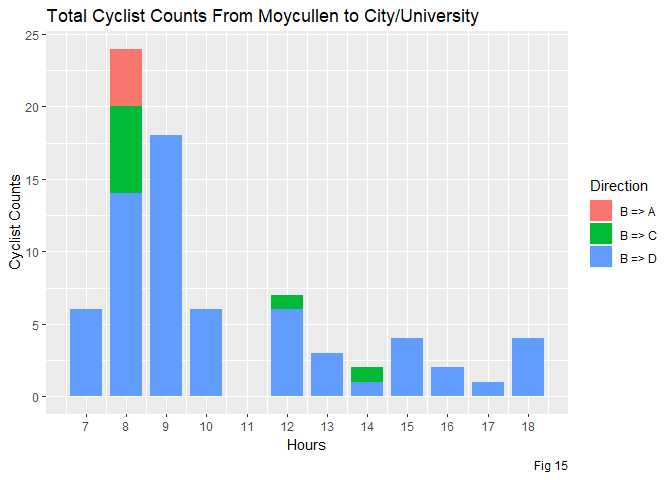 Total Cyclist Counts From Moycullen to City/University
25
20
15
10
5
0
Cyclist Counts
7 8 9 10 11 12 13 14 15 16 17 18
Hours
Direction
B => A
B => C
B => D
Fig 15